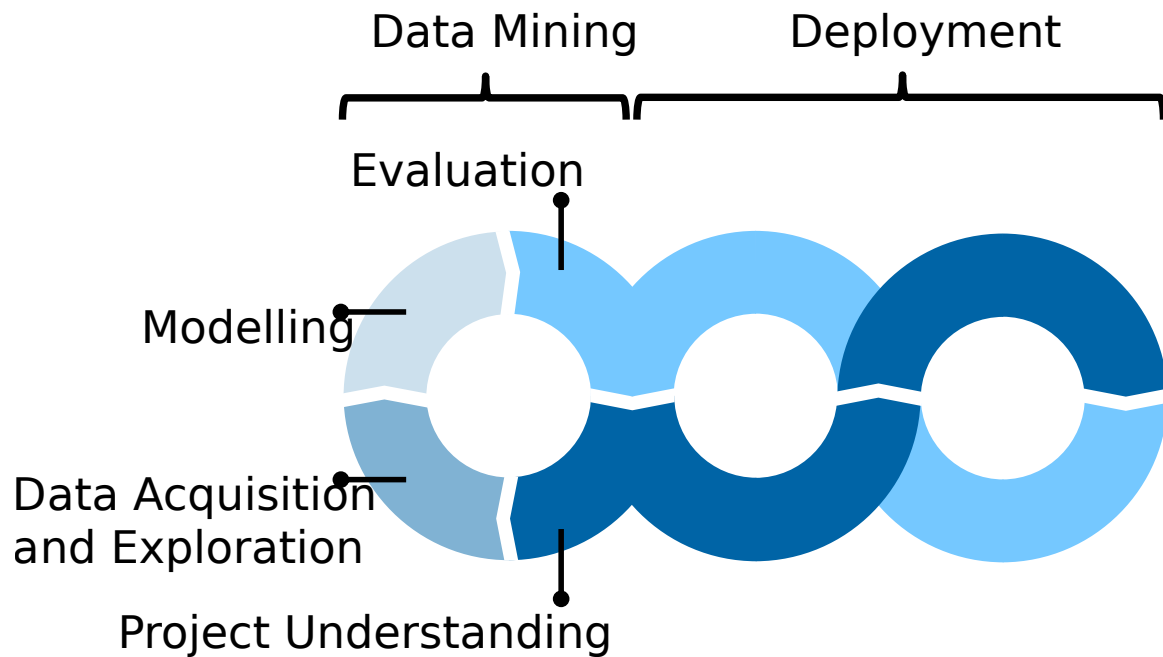 Data Mining
Deployment
Evaluation
Modelling
Data Acquisition
and Exploration
Project Understanding